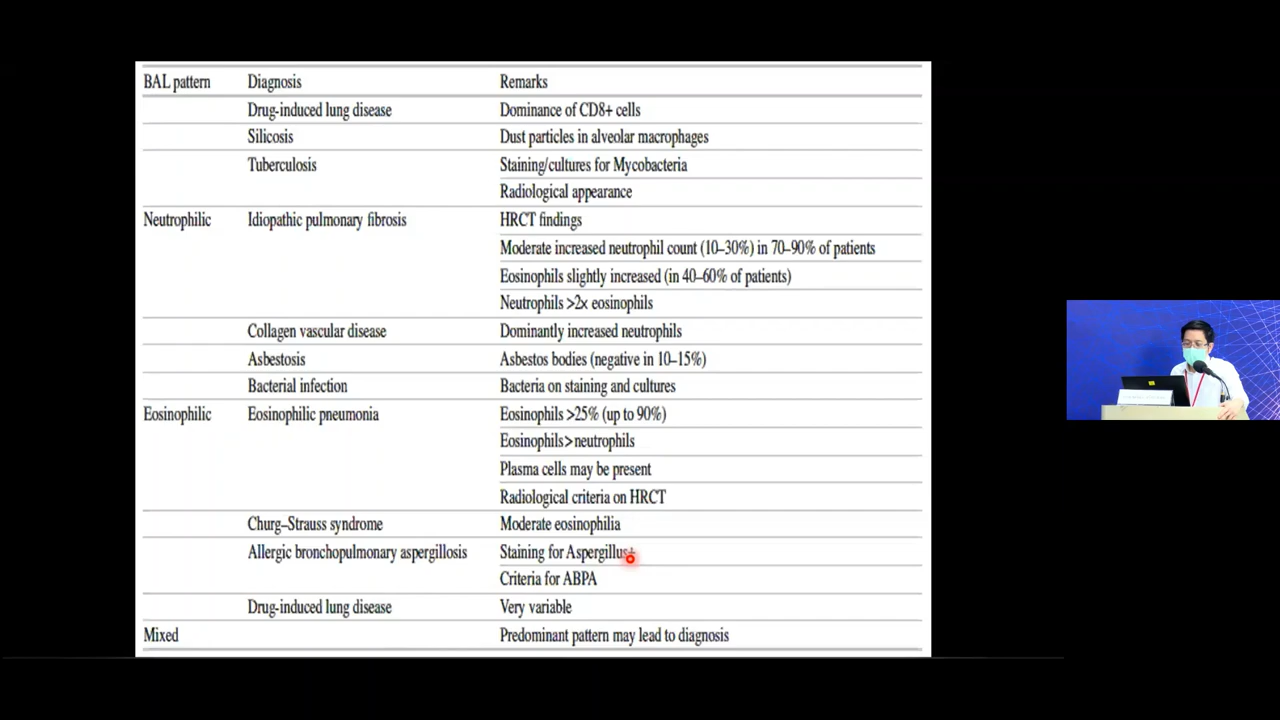 BAL pattern Diagnosis Remarks
Drug-induced lung disease Dominance of CD8+ cells
Silicosis Dust particles in alveolar macrophages
Tuberculosis Staining/cultures for Mycobacteria
Radiological appearance
Neutrophilic Idiopathic pulmonary fibrosis HRCT findings
Moderate increased neutrophil count (10–30%) in 70–90% of patients
Eosinophils slightly increased (in 40–60% of patients)
Neutrophils >2x eosinophils
Collagen vascular disease Dominantly increased neutrophils
Asbestosis Asbestos bodies (negative in 10–15%)
Bacterial infection Bacteria on staining and cultures
Eosinophilic Eosinophilic pneumonia Eosinophils >25% (up to 90%)
Eosinophils>neutrophils
Plasma cells may be present
Radiological criteria on HRCT
Churg–Strauss syndrome Moderate eosinophilia
Allergic bronchopulmonary aspergillosis Staining for Aspergillus+
Criteria for ABPA
Drug-induced lung disease Very variable
Mixed Predominant pattern may lead to diagnosis